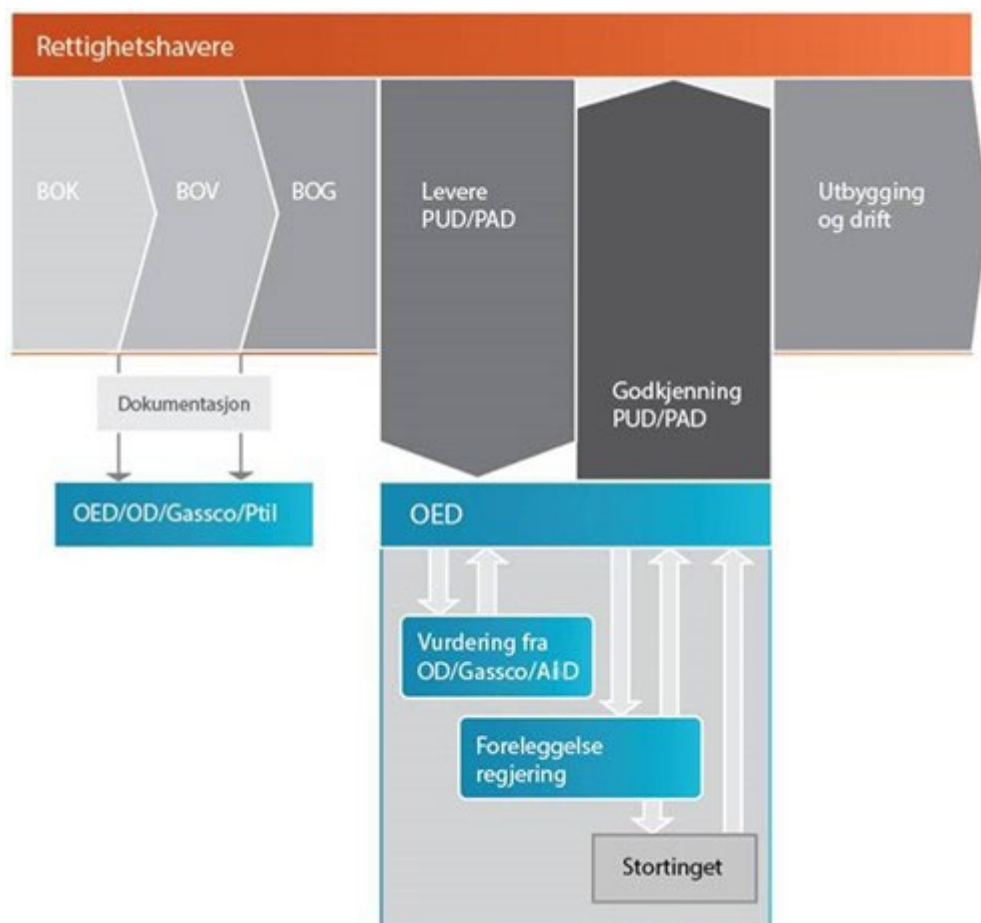 Rettighetshavere
BOK
BOV
BOG
Levere
PUD/PAD
Godkjenning
PUD/PAD
Utbygging
og drift
Dokumentasjon
OED/OD/Gassco/Ptil
OED
Vurdering fra
OD/Gassco/AID
Foreleggelse
regjering
Stortinget